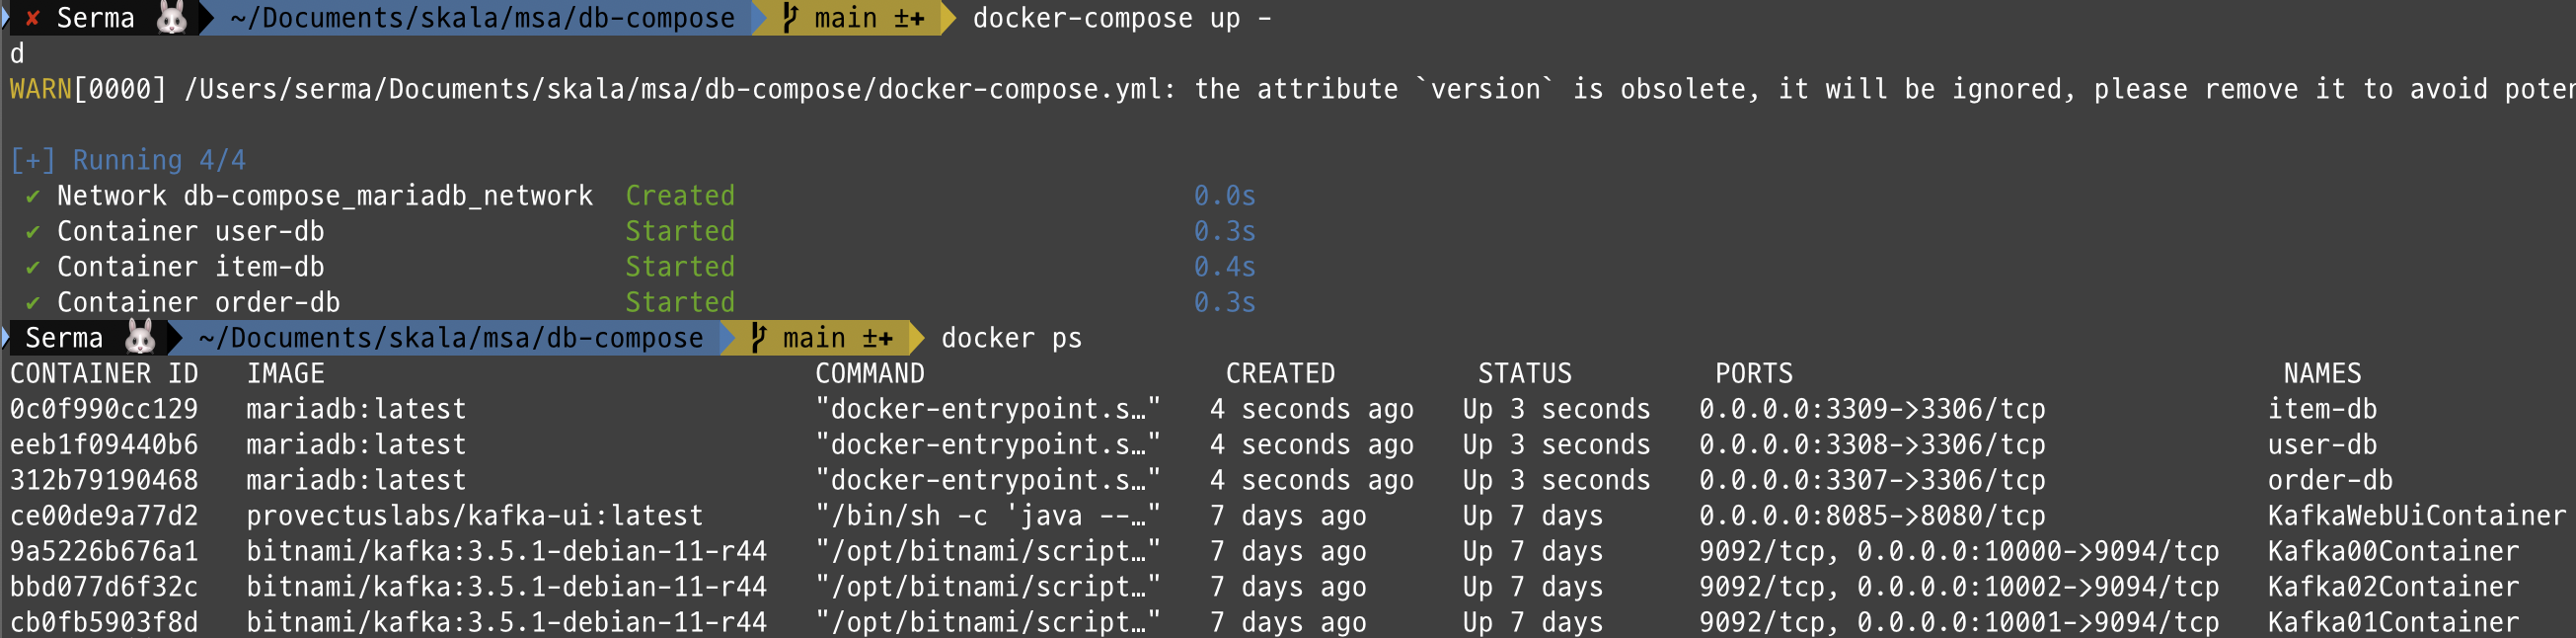 ✘ Serma 🐰 ~/Documents/skala/msa/db-compose main ±✚ docker-compose up -
d
WARN[0000] /Users/serma/Documents/skala/msa/db-compose/docker-compose.yml: the attribute `version` is obsolete, it will be ignored, please remove it to avoid
[+] Running 4/4
✔ Network db-compose_mariadb_network Created 0.0s
✔ Container user-db Started 0.3s
✔ Container item-db Started 0.4s
✔ Container order-db Started 0.3s
Serma 🐰 ~/Documents/skala/msa/db-compose main ±✚ docker ps
CONTAINER ID IMAGE COMMAND CREATED STATUS PORTS NAMES
0c0f990cc129 mariadb:latest "docker-entrypoint.s…" 4 seconds ago Up 3 seconds 0.0.0.0:3309->3306/tcp item-db
eeb1f09440b6 mariadb:latest "docker-entrypoint.s…" 4 seconds ago Up 3 seconds 0.0.0.0:3308->3306/tcp user-db
312b79190468 mariadb:latest "docker-entrypoint.s…" 4 seconds ago Up 3 seconds 0.0.0.0:3307->3306/tcp order-db
ce00de9a77d2 provectuslabs/kafka-ui:latest "/bin/sh -c 'java --…" 7 days ago Up 7 days 0.0.0.0:8085->8080/tcp KafkaWebUiContainer
9a5226b676a1 bitnami/kafka:3.5.1-debian-11-r44 "/opt/bitnami/script…" 7 days ago Up 7 days 9092/tcp, 0.0.0.0:10000->9094/tcp Kafka00Container
bbd077d6f32c bitnami/kafka:3.5.1-debian-11-r44 "/opt/bitnami/script…" 7 days ago Up 7 days 9092/tcp, 0.0.0.0:10002->9094/tcp Kafka02Container
cb0fb5903f8d bitnami/kafka:3.5.1-debian-11-r44 "/opt/bitnami/script…" 7 days ago Up 7 days 9092/tcp, 0.0.0.0:10001->9094/tcp Kafka01Container